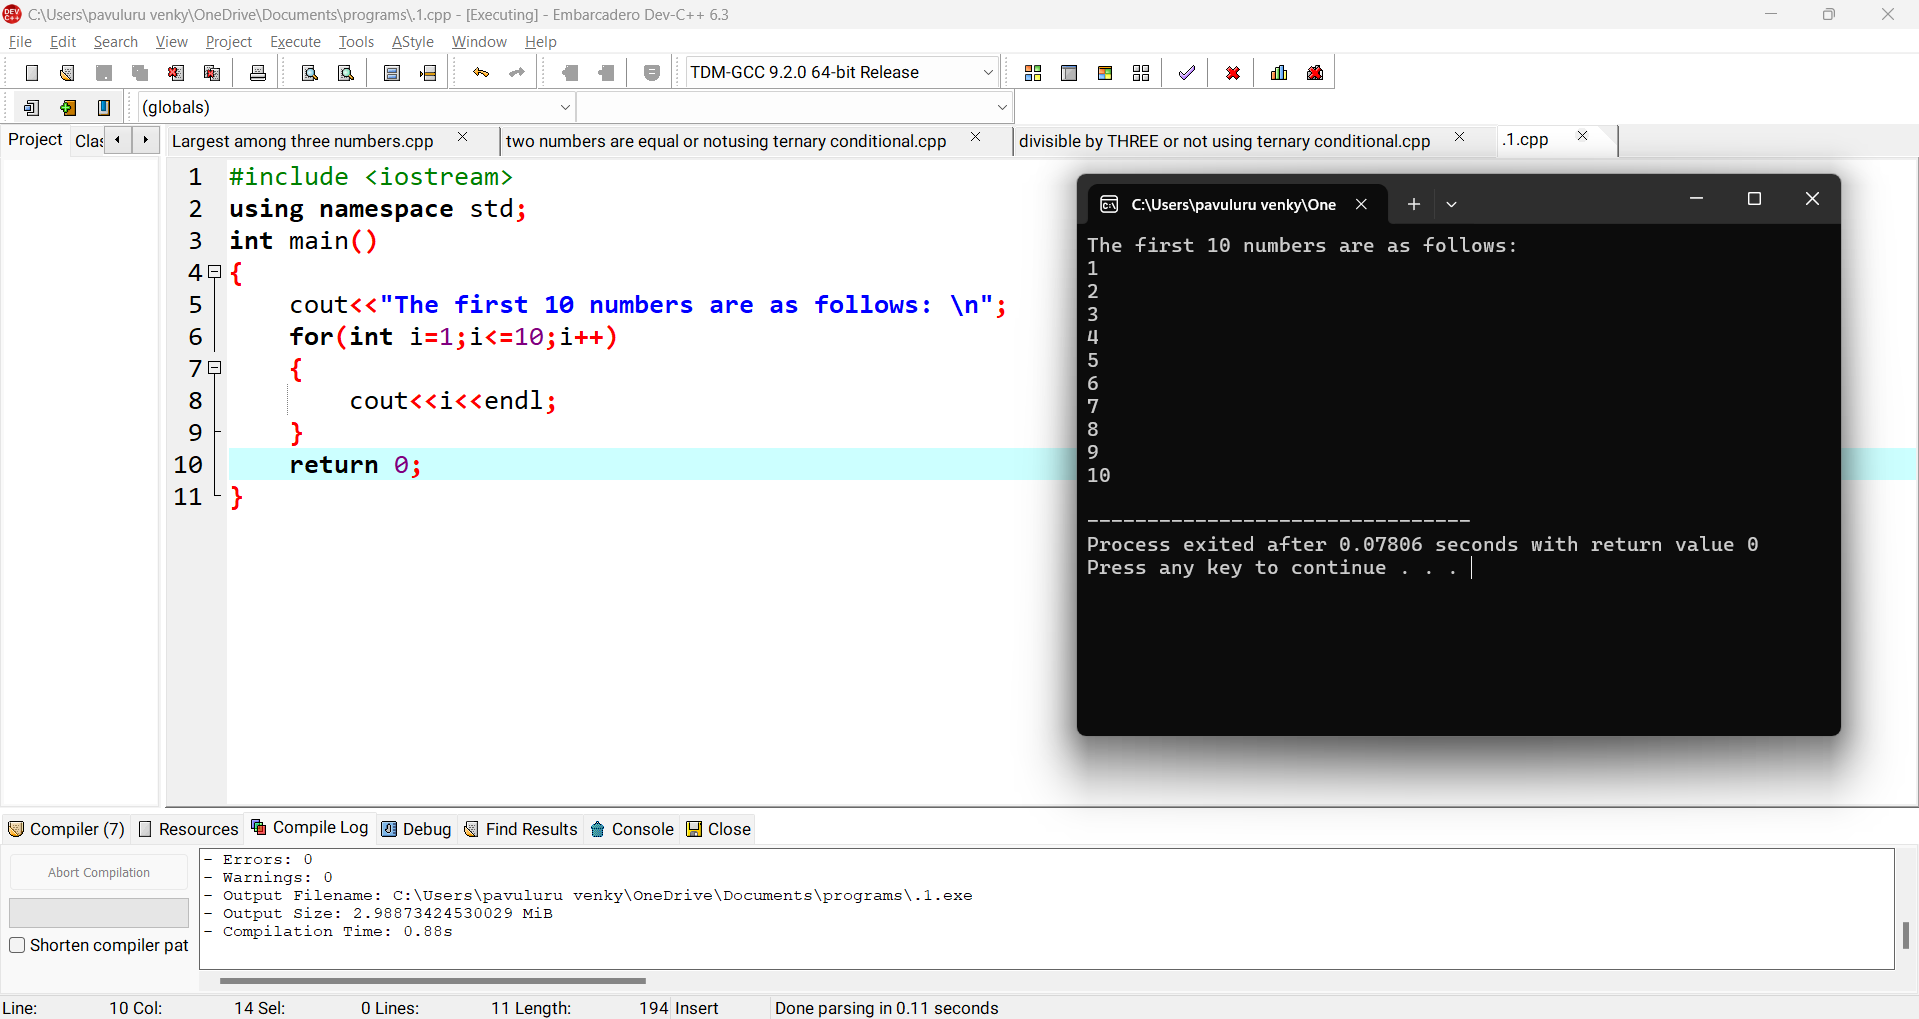 C:\Users\pavuluru venky\OneDrive\Documents\programs\.1.cpp - [Executing] - Embarcadero Dev-C++ 6.3
File Edit Search View Project Execute Tools AStyle Window Help
TDM-GCC 9.2.0 64-bit Release
(globals)
Project Clas Largest among three numbers.cpp two numbers are equal or notusing ternary conditional.cpp divisible by THREE or not using ternary conditional.cpp .1.cpp
1 #include <iostream>
2 using namespace std;
3 int main()
4 {
5 cout<<"The first 10 numbers are as follows: \n";
6 for(int i=1;i<=10;i++)
7 {
8 cout<<i<<endl;
9 }
10 return 0;
11 }
C:\Users\pavuluru venky\One
The first 10 numbers are as follows:
1
2
3
4
5
6
7
8
9
10
--------------------------------
Process exited after 0.07806 seconds with return value 0
Press any key to continue . . .
Compiler (7) Resources Compile Log Debug Find Results Console Close
Abort Compilation
Shorten compiler pat
- Errors: 0
- Warnings: 0
- Output Filename: C:\Users\pavuluru venky\OneDrive\Documents\programs\.1.exe
- Output Size: 2.98873424530029 MiB
- Compilation Time: 0.88s
Line: 10 Col: 14 Sel: 0 Lines: 11 Length: 194 Insert Done parsing in 0.11 seconds